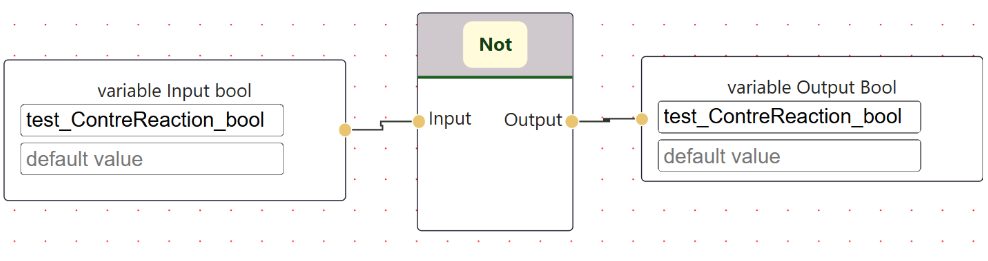 variable Input bool
test_ContreReaction_bool
default value
Not
Input
Output
variable Output Bool
test_ContreReaction_bool
default value